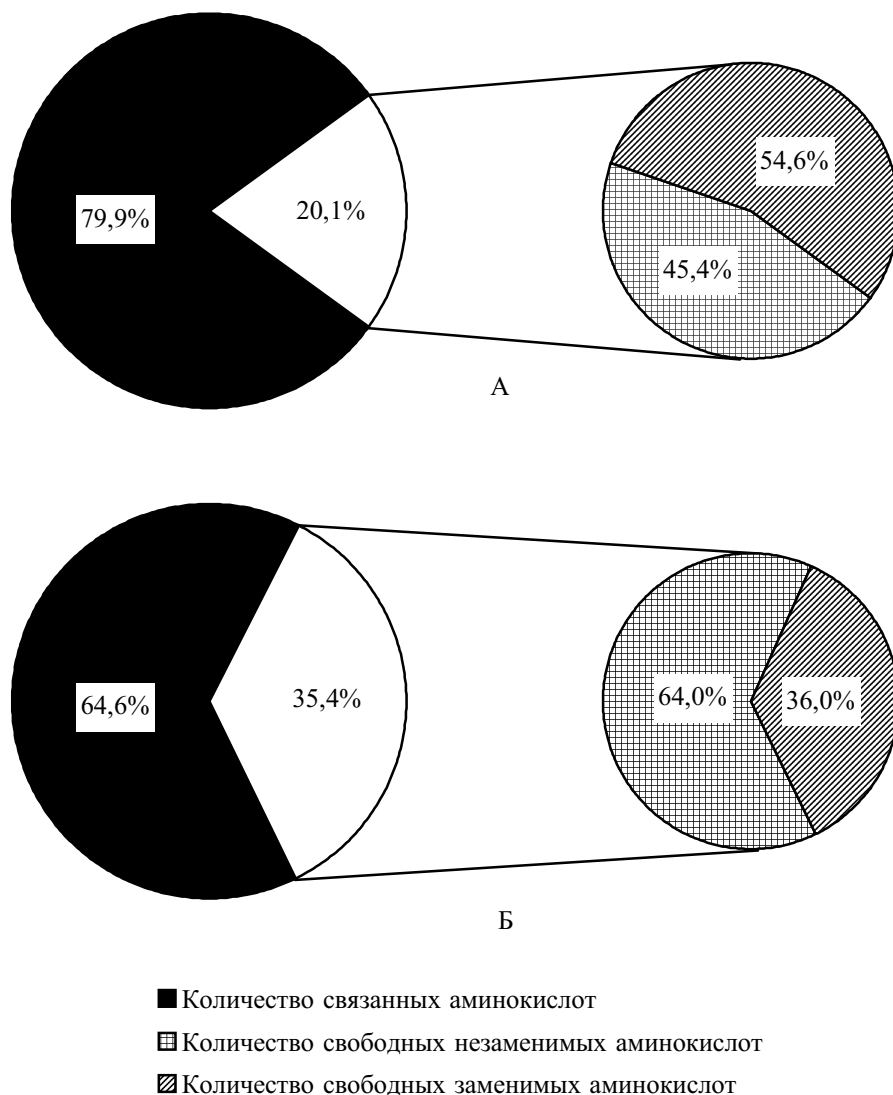 54,6%
79,9%
20,1%
45,4%
А
64,6%
35,4%
64,0%
36,0%
Б
Количество связанных аминокислот
Количество свободных незаменимых аминокислот
Количество свободных заменимых аминокислот